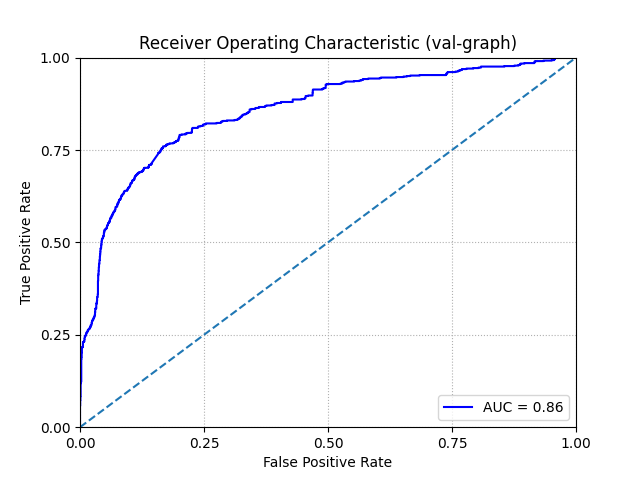 Receiver Operating Characteristic (val-graph)
1.00
0.75
0.50
0.25
0.00
True Positive Rate
AUC = 0.86
0.00 0.25 0.50 0.75 1.00
False Positive Rate